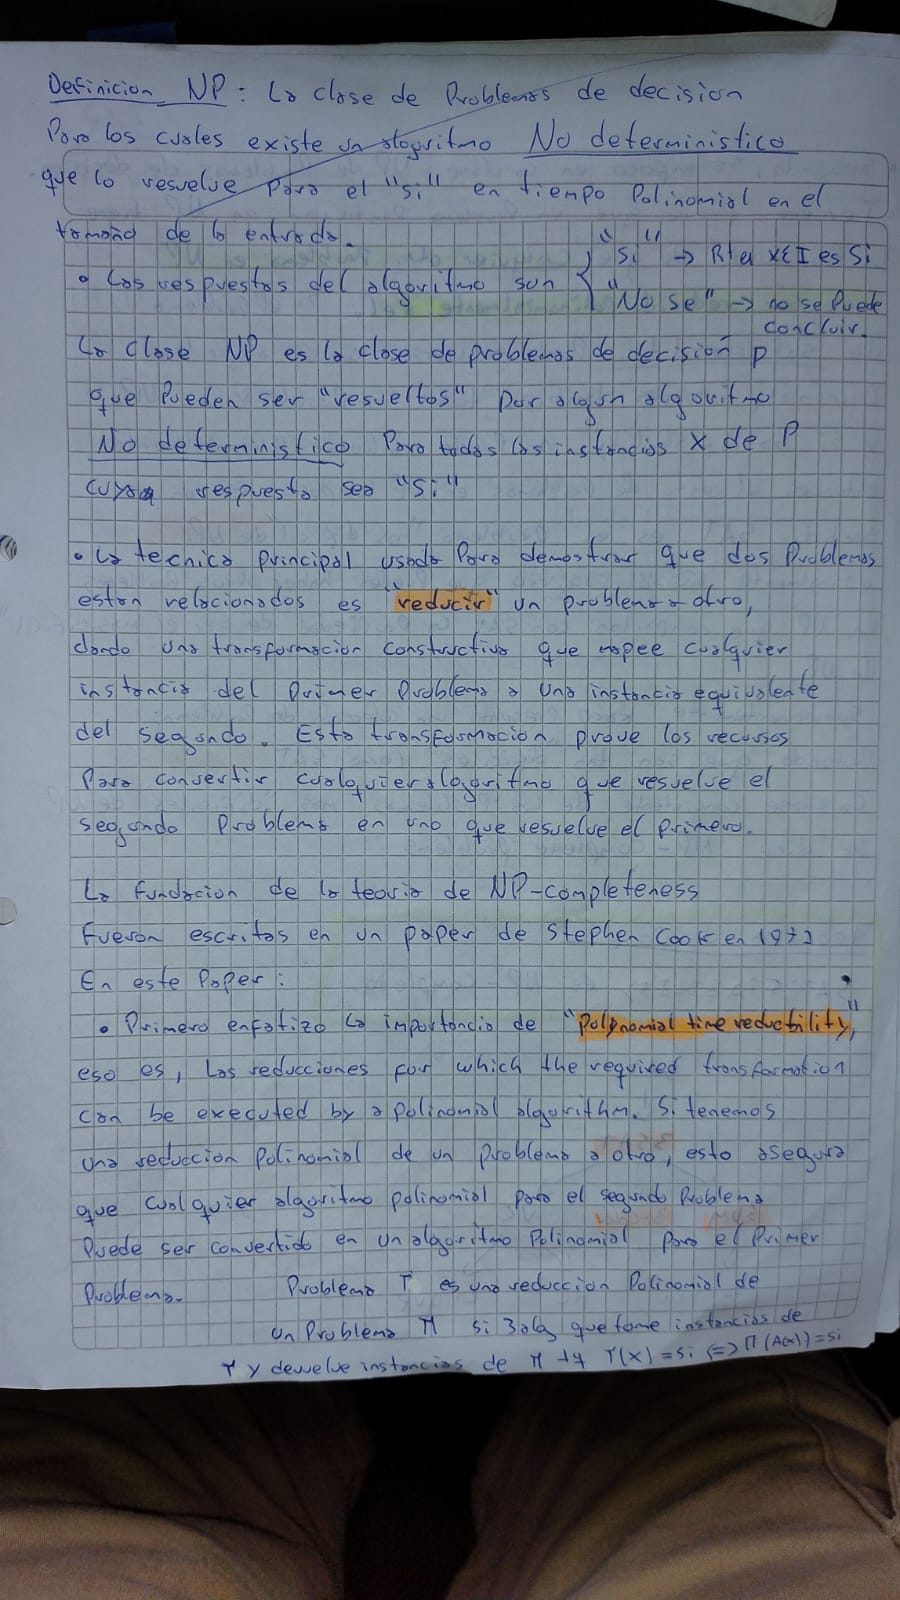 Definicion NP: La clase de Problemas de decision
Para los cuales existe un algoritmo No deterministico
que lo resuelve para el "si" en tiempo Polinomial en el
tamaño de la entrada.
"Si" → Rta x∈I es Si
• Las respuestas del algoritmo son {
"No se" → no se Puede
concluir.
La clase NP es la clase de problemas de decision P
que Pueden ser "resueltos" por algun algoritmo
No deterministico Para todas las instancias X de P
cuya respuesta sea "Si"
• La tecnica principal usada Para demostrar que dos Problemas
estan relacionados es "reducir" un problema a otro,
dando una transformacion constructiva que mapee cualquier
instancia del Primer Problema a una instancia equivalente
del segundo. Esta transformacion prove los recursos
Para convertir cualquier algoritmo que resuelve el
segundo Problema en uno que resuelve el Primero.
La Fundacion de la teoria de NP-completeness
Fueron escritas en un paper de Stephen Cook en 1971
En este Paper:
• Primero enfatizo la importancia de "Polynomial time reducbility",
eso es, Las reducciones for which the required transformation
can be executed by a polinomial algorithm. Si tenemos
una reduccion Polinomial de un problema a otro, esto asegura
que cualquier algoritmo polinomial para el segundo Problema
Puede ser convertido en un algoritmo Polinomial para el Primer
Problema. Problema T es una reduccion Polinomial de
un Problema Π si ∃ alg que tome instancias de
T y devuelve instancias de Π tq T(x) = si ⟺ Π(A(x)) = si